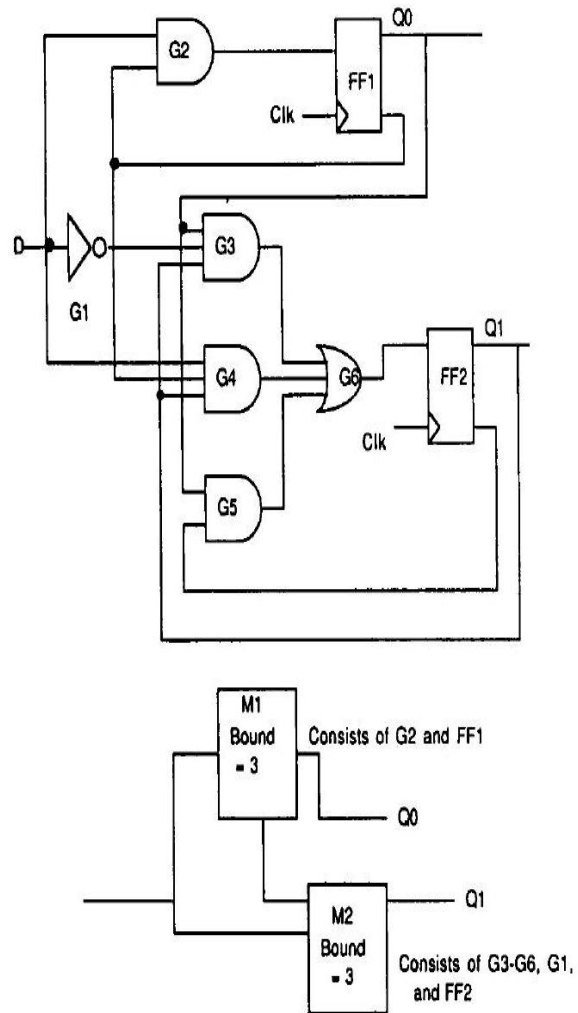 Q0
G2
FF1
Clk
D
G3
G1
Q1
G4
G6
FF2
Clk
G5
M1
Bound
= 3
Consists of G2 and FF1
Q0
Q1
M2
Bound
= 3
Consists of G3-G6, G1,
and FF2